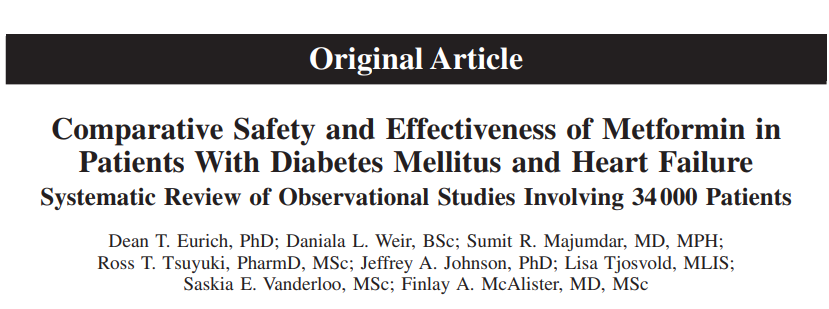 Original Article
Comparative Safety and Effectiveness of Metformin in
Patients With Diabetes Mellitus and Heart Failure
Systematic Review of Observational Studies Involving 34 000 Patients
Dean T. Eurich, PhD; Daniala L. Weir, BSc; Sumit R. Majumdar, MD, MPH;
Ross T. Tsuyuki, PharmD, MSc; Jeffrey A. Johnson, PhD; Lisa Tjosvold, MLIS;
Saskia E. Vanderloo, MSc; Finlay A. McAlister, MD, MSc